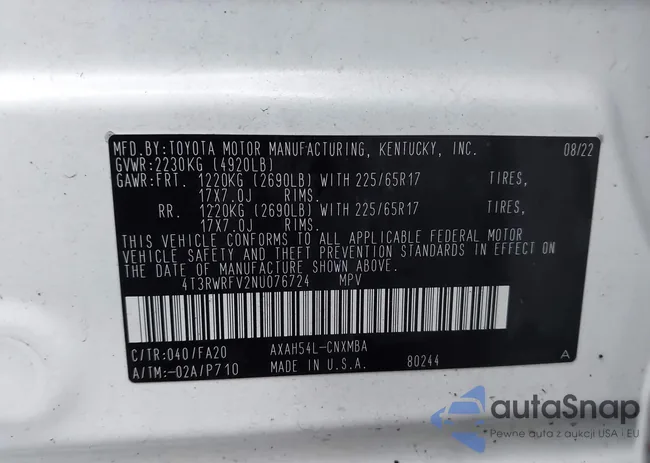 MFD.BY:TOYOTA MOTOR MANUFACTURING, KENTUCKY, INC. 08/22
GVWR:2230KG (4920LB)
GAWR:FRT. 1220KG (2690LB) WITH 225/65R17 TIRES,
17X7.0J RIMS.
RR. 1220KG (2690LB) WITH 225/65R17 TIRES,
17X7.0J RIMS.
THIS VEHICLE CONFORMS TO ALL APPLICABLE FEDERAL MOTOR
VEHICLE SAFETY AND THEFT PREVENTION STANDARDS IN EFFECT ON
THE DATE OF MANUFACTURE SHOWN ABOVE.
4T3RWRFV2NU076724 MPV
C/TR:040/FA20 AXAH54L-CNXMBA
A/TM:-02A/P710 MADE IN U.S.A. 80244 A
autaSnap
Pewne auta z aukcji USA i EU